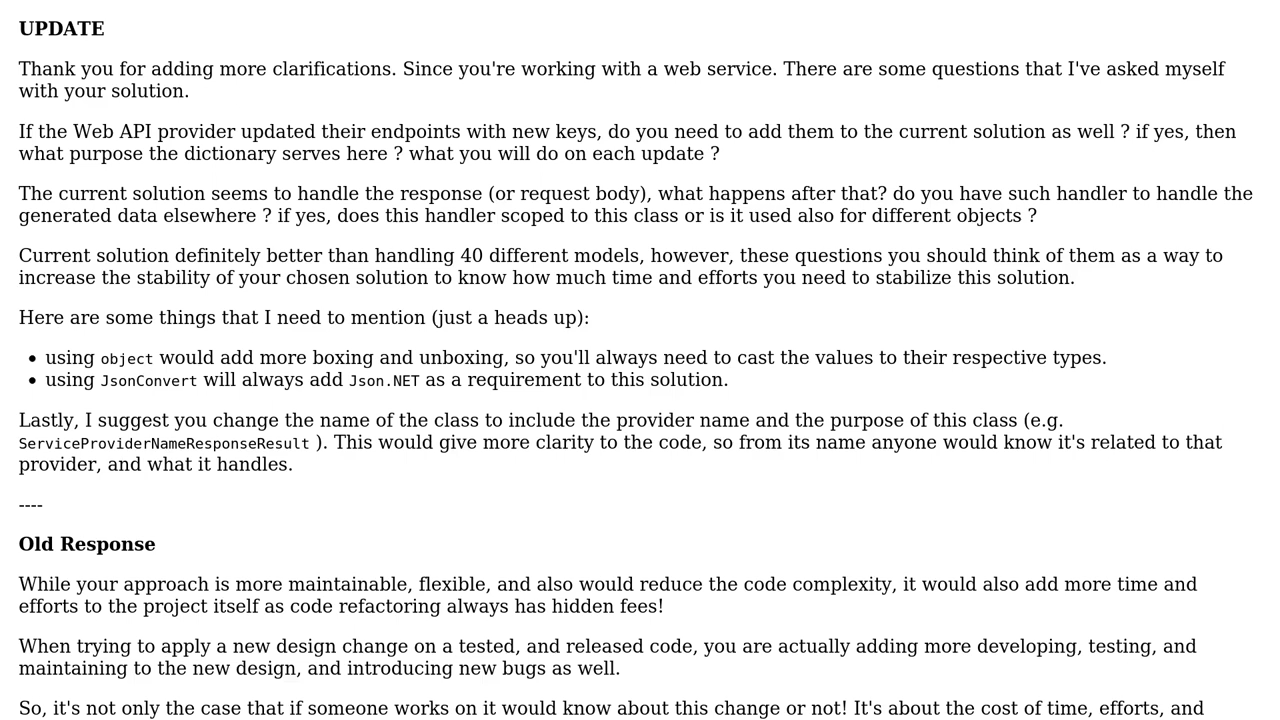 UPDATE
Thank you for adding more clarifications. Since you're working with a web service. There are some questions that I've asked myself
with your solution.
If the Web API provider updated their endpoints with new keys, do you need to add them to the current solution as well ? if yes, then
what purpose the dictionary serves here ? what you will do on each update ?
The current solution seems to handle the response (or request body), what happens after that? do you have such handler to handle the
generated data elsewhere ? if yes, does this handler scoped to this class or is it used also for different objects ?
Current solution definitely better than handling 40 different models, however, these questions you should think of them as a way to
increase the stability of your chosen solution to know how much time and efforts you need to stabilize this solution.
Here are some things that I need to mention (just a heads up):
• using object would add more boxing and unboxing, so you'll always need to cast the values to their respective types.
• using JsonConvert will always add Json.NET as a requirement to this solution.
Lastly, I suggest you change the name of the class to include the provider name and the purpose of this class (e.g.
ServiceProviderNameResponseResult ). This would give more clarity to the code, so from its name anyone would know it's related to that
provider, and what it handles.
----
Old Response
While your approach is more maintainable, flexible, and also would reduce the code complexity, it would also add more time and
efforts to the project itself as code refactoring always has hidden fees!
When trying to apply a new design change on a tested, and released code, you are actually adding more developing, testing, and
maintaining to the new design, and introducing new bugs as well.
So, it's not only the case that if someone works on it would know about this change or not! It's about the cost of time, efforts, and